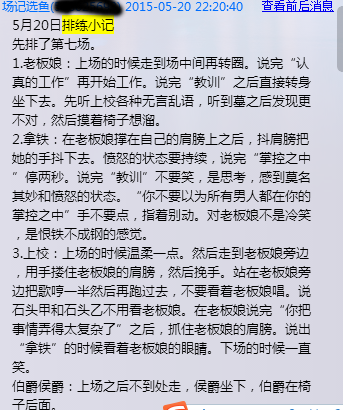 场记选鱼( 2015-05-20 22:20:40 查看前后消息
5月20日排练小记
先排了第七场。
1.老板娘：上场的时候走到场中间再转圈。说完“认
真的工作”再开始工作。说完“教训”之后直接转身
坐下去。先听上校各种无言乱语，听到墓之后发现更
不对，然后摸着椅子想溜。
2.拿铁：在老板娘撑在自己的肩膀上之后，抖肩膀把
她的手抖下去。愤怒的状态要持续，说完“掌控之中
”停两秒。说完“教训”不要笑，是思考，感到莫名
其妙和愤怒的状态。“你不要以为所有男人都在你的
掌控之中”手不要点，指着别动。对老板娘不是冷笑
，是恨铁不成钢的感觉。
3.上校：上场的时候温柔一点。然后走到老板娘旁边
，用手搂住老板娘的肩膀，然后挽手。站在老板娘旁
边把歌哼一半然后再跑过去，不要看着老板娘唱。说
石头甲和石头乙不用看老板娘。在老板娘说完“你把
事情弄得太复杂了”之后，抓住老板娘的肩膀。说出
“拿铁”的时候看着老板娘的眼睛。下场的时候一直
笑。
伯爵侯爵：上场之后不到处走，侯爵坐下，伯爵在椅
子后面。